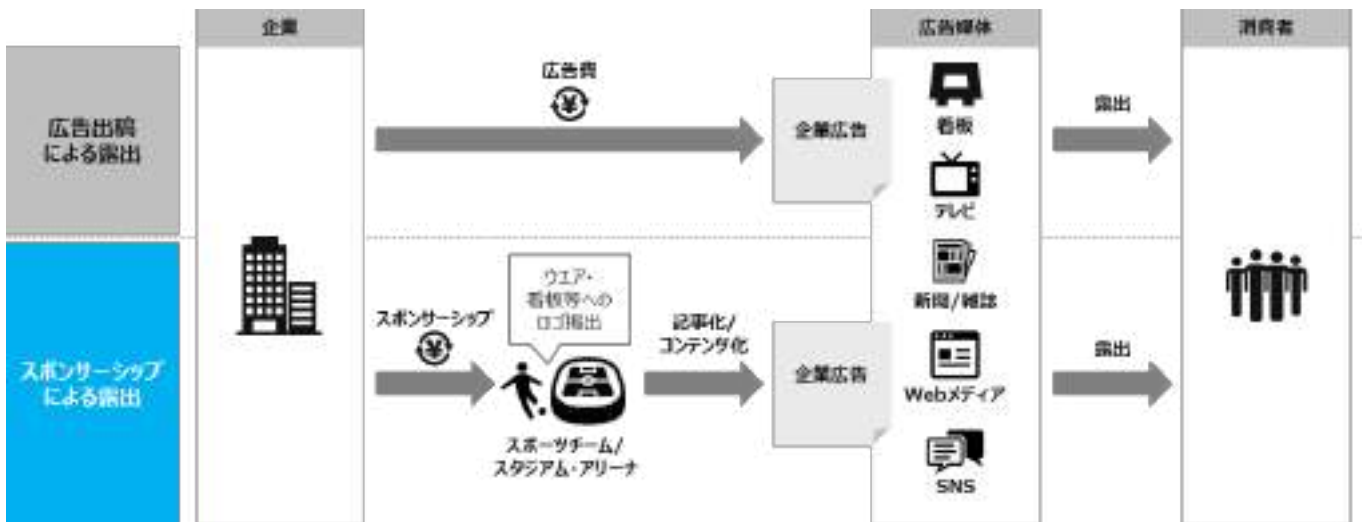 企業
広告媒体
消費者
広告出稿
による露出
広告費
企業広告
看板
テレビ
露出
スポンサーシップ
による露出
スポンサーシップ
ウエア・
看板等への
ロゴ掲出
スポーツチーム/
スタジアム・アリーナ
記事化/
コンテンツ化
企業広告
新聞/雑誌
Webメディア
SNS
露出